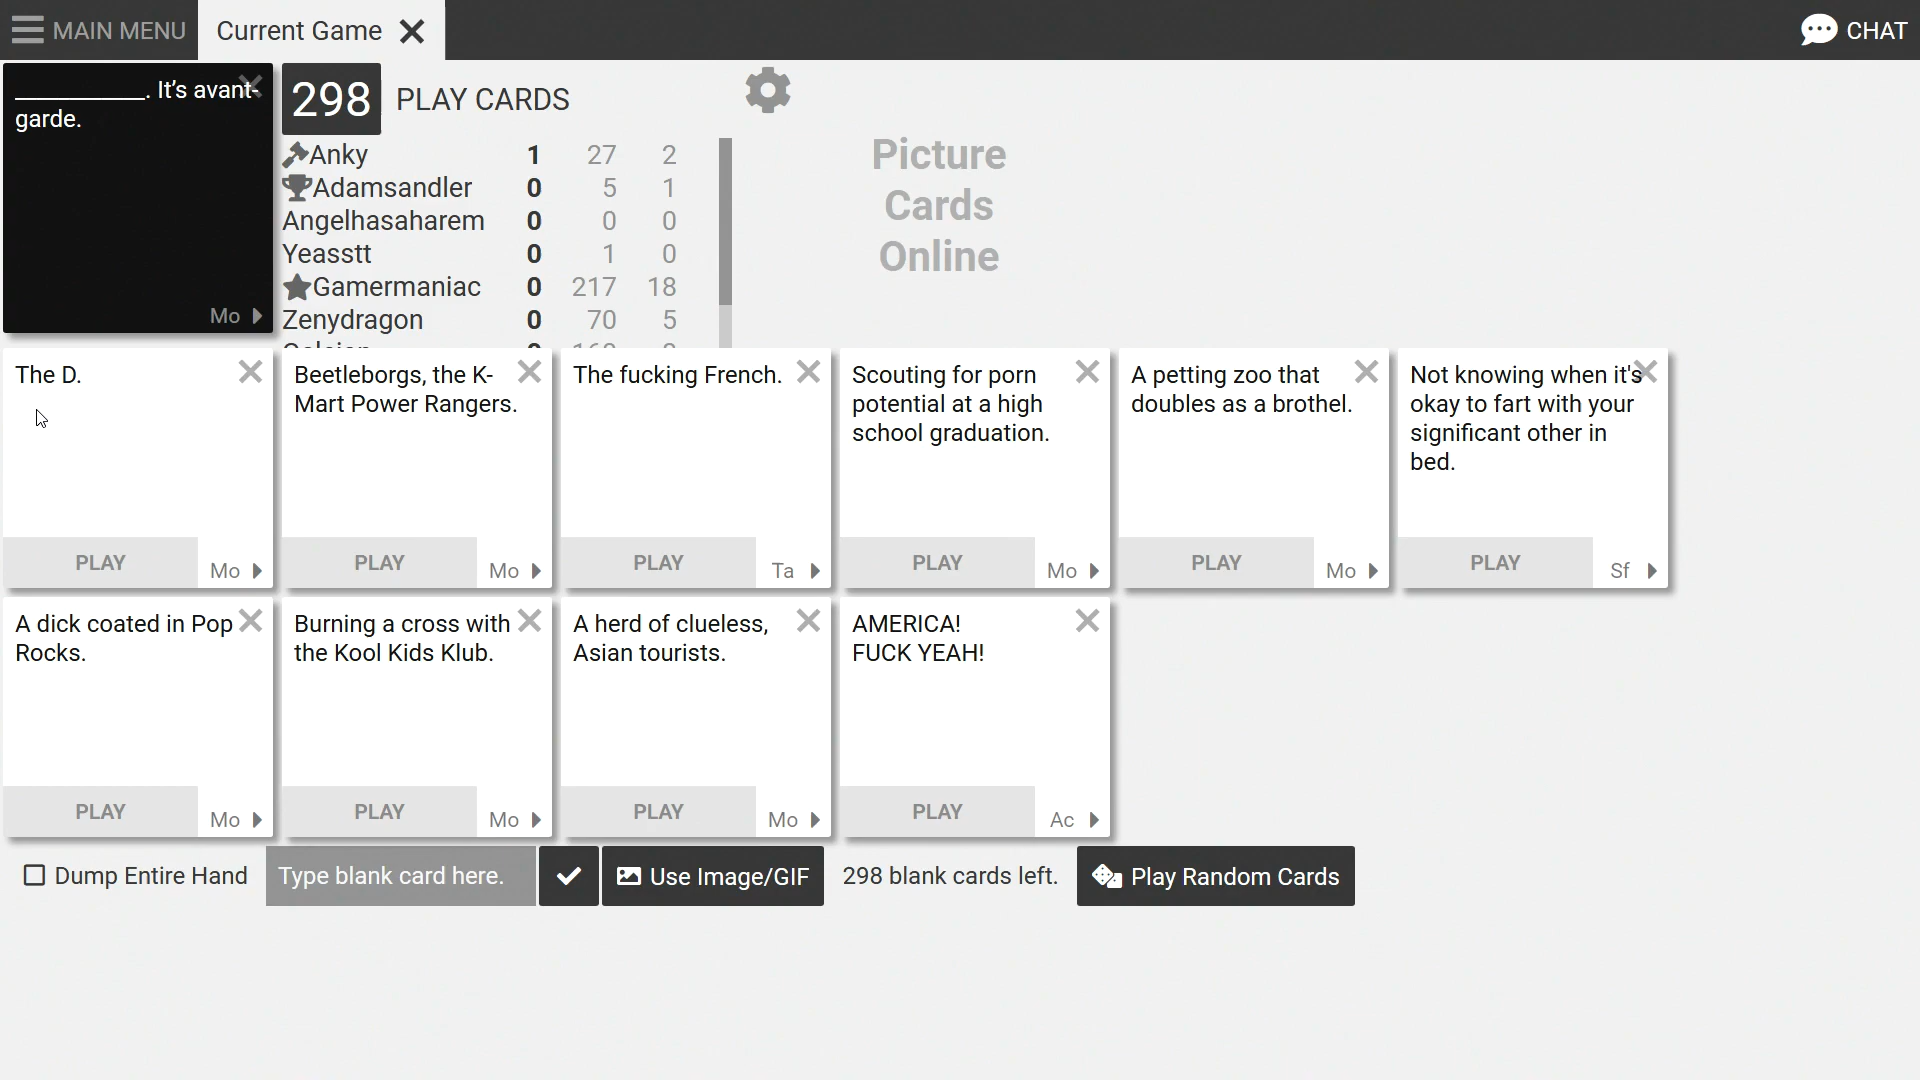 MAIN MENU
Current Game
CHAT
___________. It’s avant-
garde.
Mo
298 PLAY CARDS
Anky 1 27 2
Adamsandler 0 5 1
Angelhasaharem 0 0 0
Yeasstt 0 1 0
Gamermaniac 0 217 18
Zenydragon 0 70 5
Picture
Cards
Online
The D.
PLAY
Mo
Beetleborgs, the K-
Mart Power Rangers.
PLAY
Mo
The fucking French.
PLAY
Ta
Scouting for porn
potential at a high
school graduation.
PLAY
Mo
A petting zoo that
doubles as a brothel.
PLAY
Mo
Not knowing when it's
okay to fart with your
significant other in
bed.
PLAY
Sf
A dick coated in Pop
Rocks.
PLAY
Mo
Burning a cross with
the Kool Kids Klub.
PLAY
Mo
A herd of clueless,
Asian tourists.
PLAY
Mo
AMERICA!
FUCK YEAH!
PLAY
Ac
Dump Entire Hand
Type blank card here.
Use Image/GIF
298 blank cards left.
Play Random Cards